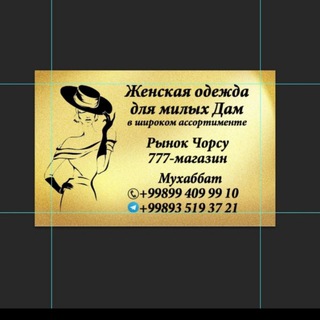 Женская одежда
для милых Дам
в широком ассортименте
Рынок Чорсу
777-магазин
Мухаббат
+99899 409 99 10
+99893 519 37 21